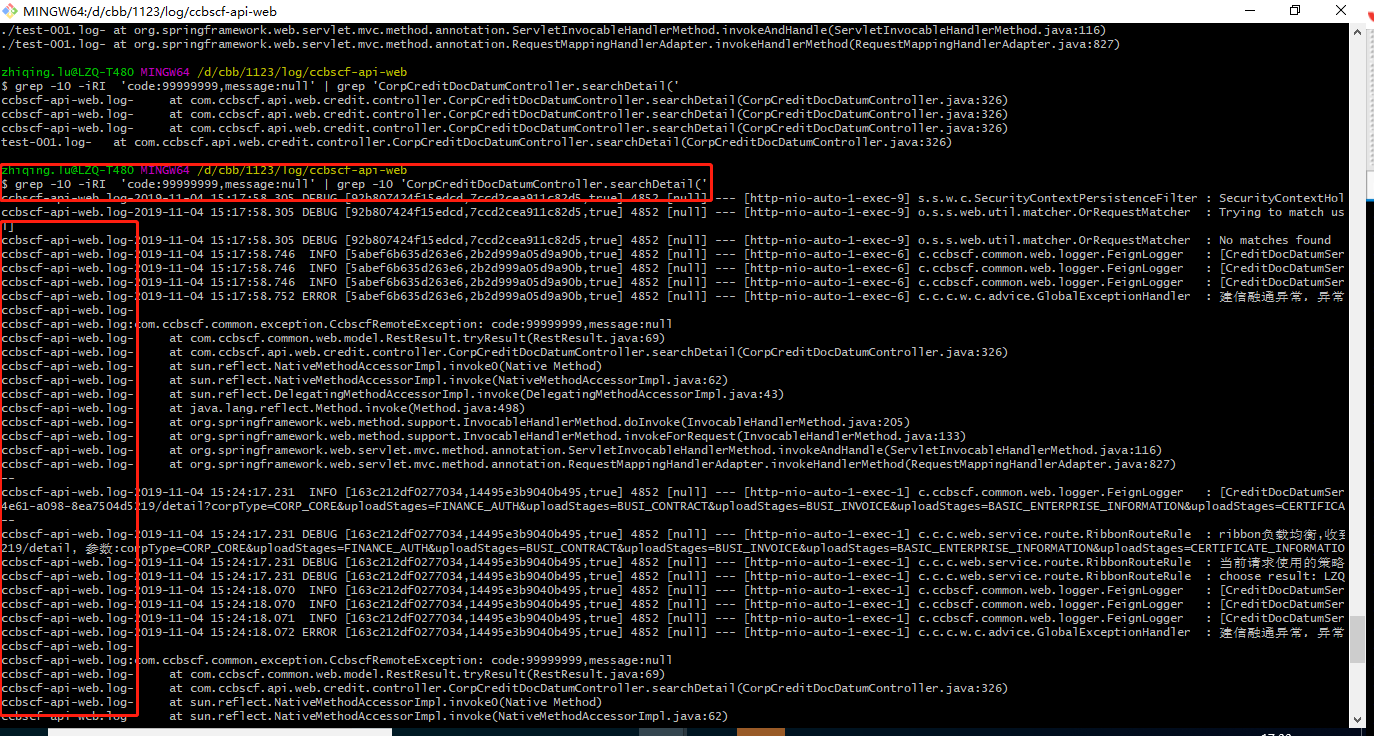 MINGW64:/d/cbb/1123/log/ccbscf-api-web
./test-001.log- at org.springframework.web.servlet.mvc.method.annotation.ServletInvocableHandlerMethod.invokeAndHandle(ServletInvocableHandlerMethod.java:116)
./test-001.log- at org.springframework.web.servlet.mvc.method.annotation.RequestMappingHandlerAdapter.invokeHandlerMethod(RequestMappingHandlerAdapter.java:827)
zhiqing.lu@LZQ-T480 MINGW64 /d/cbb/1123/log/ccbscf-api-web
$ grep -10 -iRI  'code:99999999,message:null' | grep 'CorpCreditDocDatumController.searchDetail('
ccbscf-api-web.log-     at com.ccbscf.api.web.credit.controller.CorpCreditDocDatumController.searchDetail(CorpCreditDocDatumController.java:326)
ccbscf-api-web.log-     at com.ccbscf.api.web.credit.controller.CorpCreditDocDatumController.searchDetail(CorpCreditDocDatumController.java:326)
ccbscf-api-web.log-     at com.ccbscf.api.web.credit.controller.CorpCreditDocDatumController.searchDetail(CorpCreditDocDatumController.java:326)
test-001.log-   at com.ccbscf.api.web.credit.controller.CorpCreditDocDatumController.searchDetail(CorpCreditDocDatumController.java:326)
zhiqing.lu@LZQ-T480 MINGW64 /d/cbb/1123/log/ccbscf-api-web
$ grep -10 -iRI  'code:99999999,message:null' | grep -10 'CorpCreditDocDatumController.searchDetail('
ccbscf-api-web.log-2019-11-04 15:17:58.305 DEBUG [92b807424f15edcd,7ccd2cea911c82d5,true] 4852 [null] --- [http-nio-auto-1-exec-9] s.s.w.c.SecurityContextPersistenceFilter : SecurityContextHol
ccbscf-api-web.log-2019-11-04 15:17:58.305 DEBUG [92b807424f15edcd,7ccd2cea911c82d5,true] 4852 [null] --- [http-nio-auto-1-exec-9] o.s.s.web.util.matcher.OrRequestMatcher  : Trying to match us
]
ccbscf-api-web.log-2019-11-04 15:17:58.305 DEBUG [92b807424f15edcd,7ccd2cea911c82d5,true] 4852 [null] --- [http-nio-auto-1-exec-9] o.s.s.web.util.matcher.OrRequestMatcher  : No matches found
ccbscf-api-web.log-2019-11-04 15:17:58.746  INFO [5abef6b635d263e6,2b2d999a05d9a90b,true] 4852 [null] --- [http-nio-auto-1-exec-6] c.ccbscf.common.web.logger.FeignLogger   : [CreditDocDatumSer
ccbscf-api-web.log-2019-11-04 15:17:58.746  INFO [5abef6b635d263e6,2b2d999a05d9a90b,true] 4852 [null] --- [http-nio-auto-1-exec-6] c.ccbscf.common.web.logger.FeignLogger   : [CreditDocDatumSer
ccbscf-api-web.log-2019-11-04 15:17:58.746  INFO [5abef6b635d263e6,2b2d999a05d9a90b,true] 4852 [null] --- [http-nio-auto-1-exec-6] c.ccbscf.common.web.logger.FeignLogger   : [CreditDocDatumSer
ccbscf-api-web.log-2019-11-04 15:17:58.752 ERROR [5abef6b635d263e6,2b2d999a05d9a90b,true] 4852 [null] --- [http-nio-auto-1-exec-6] c.c.c.w.c.advice.GlobalExceptionHandler  : 建信融通异常, 异常
ccbscf-api-web.log-
ccbscf-api-web.log:com.ccbscf.common.exception.CcbscfRemoteException: code:99999999,message:null
ccbscf-api-web.log-     at com.ccbscf.common.web.model.RestResult.tryResult(RestResult.java:69)
ccbscf-api-web.log-     at com.ccbscf.api.web.credit.controller.CorpCreditDocDatumController.searchDetail(CorpCreditDocDatumController.java:326)
ccbscf-api-web.log-     at sun.reflect.NativeMethodAccessorImpl.invoke0(Native Method)
ccbscf-api-web.log-     at sun.reflect.NativeMethodAccessorImpl.invoke(NativeMethodAccessorImpl.java:62)
ccbscf-api-web.log-     at sun.reflect.DelegatingMethodAccessorImpl.invoke(DelegatingMethodAccessorImpl.java:43)
ccbscf-api-web.log-     at java.lang.reflect.Method.invoke(Method.java:498)
ccbscf-api-web.log-     at org.springframework.web.method.support.InvocableHandlerMethod.doInvoke(InvocableHandlerMethod.java:205)
ccbscf-api-web.log-     at org.springframework.web.method.support.InvocableHandlerMethod.invokeForRequest(InvocableHandlerMethod.java:133)
ccbscf-api-web.log-     at org.springframework.web.servlet.mvc.method.annotation.ServletInvocableHandlerMethod.invokeAndHandle(ServletInvocableHandlerMethod.java:116)
ccbscf-api-web.log-     at org.springframework.web.servlet.mvc.method.annotation.RequestMappingHandlerAdapter.invokeHandlerMethod(RequestMappingHandlerAdapter.java:827)
--
ccbscf-api-web.log-2019-11-04 15:24:17.231  INFO [163c212df0277034,14495e3b9040b495,true] 4852 [null] --- [http-nio-auto-1-exec-1] c.ccbscf.common.web.logger.FeignLogger   : [CreditDocDatumSer
4e61-a098-8ea7504d5219/detail?corpType=CORP_CORE&uploadStages=FINANCE_AUTH&uploadStages=BUSI_CONTRACT&uploadStages=BUSI_INVOICE&uploadStages=BASIC_ENTERPRISE_INFORMATION&uploadStages=CERTIFICA
--
ccbscf-api-web.log-2019-11-04 15:24:17.231 DEBUG [163c212df0277034,14495e3b9040b495,true] 4852 [null] --- [http-nio-auto-1-exec-1] c.c.c.web.service.route.RibbonRouteRule  : ribbon负载均衡,收到
219/detail, 参数:corpType=CORP_CORE&uploadStages=FINANCE_AUTH&uploadStages=BUSI_CONTRACT&uploadStages=BUSI_INVOICE&uploadStages=BASIC_ENTERPRISE_INFORMATION&uploadStages=CERTIFICATE_INFORMATIO
ccbscf-api-web.log-2019-11-04 15:24:17.231 DEBUG [163c212df0277034,14495e3b9040b495,true] 4852 [null] --- [http-nio-auto-1-exec-1] c.c.c.web.service.route.RibbonRouteRule  : 当前请求使用的策略
ccbscf-api-web.log-2019-11-04 15:24:17.231 DEBUG [163c212df0277034,14495e3b9040b495,true] 4852 [null] --- [http-nio-auto-1-exec-1] c.c.c.web.service.route.RibbonRouteRule  : choose result: LZQ
ccbscf-api-web.log-2019-11-04 15:24:18.070  INFO [163c212df0277034,14495e3b9040b495,true] 4852 [null] --- [http-nio-auto-1-exec-1] c.ccbscf.common.web.logger.FeignLogger   : [CreditDocDatumSer
ccbscf-api-web.log-2019-11-04 15:24:18.070  INFO [163c212df0277034,14495e3b9040b495,true] 4852 [null] --- [http-nio-auto-1-exec-1] c.ccbscf.common.web.logger.FeignLogger   : [CreditDocDatumSer
ccbscf-api-web.log-2019-11-04 15:24:18.071  INFO [163c212df0277034,14495e3b9040b495,true] 4852 [null] --- [http-nio-auto-1-exec-1] c.ccbscf.common.web.logger.FeignLogger   : [CreditDocDatumSer
ccbscf-api-web.log-2019-11-04 15:24:18.072 ERROR [163c212df0277034,14495e3b9040b495,true] 4852 [null] --- [http-nio-auto-1-exec-1] c.c.c.w.c.advice.GlobalExceptionHandler  : 建信融通异常, 异常
ccbscf-api-web.log-
ccbscf-api-web.log:com.ccbscf.common.exception.CcbscfRemoteException: code:99999999,message:null
ccbscf-api-web.log-     at com.ccbscf.common.web.model.RestResult.tryResult(RestResult.java:69)
ccbscf-api-web.log-     at com.ccbscf.api.web.credit.controller.CorpCreditDocDatumController.searchDetail(CorpCreditDocDatumController.java:326)
ccbscf-api-web.log-     at sun.reflect.NativeMethodAccessorImpl.invoke0(Native Method)
ccbscf-api-web.log-     at sun.reflect.NativeMethodAccessorImpl.invoke(NativeMethodAccessorImpl.java:62)